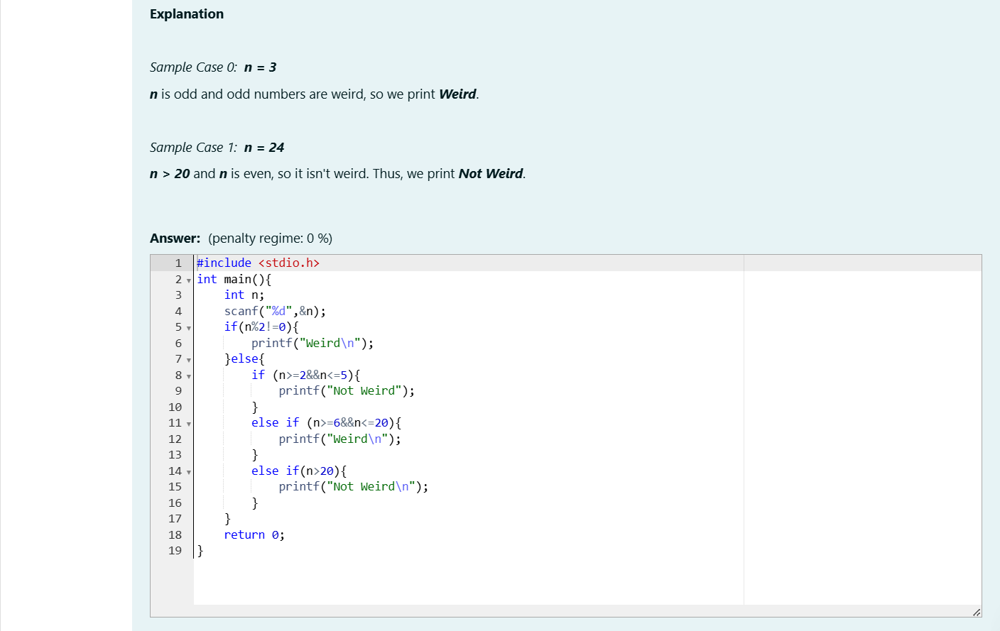 Explanation
Sample Case 0: n = 3
n is odd and odd numbers are weird, so we print Weird.
Sample Case 1: n = 24
n > 20 and n is even, so it isn't weird. Thus, we print Not Weird.
Answer: (penalty regime: 0 %)
1 #include <stdio.h>
2 int main(){
3     int n;
4     scanf("%d",&n);
5     if(n%2!=0){
6         printf("Weird\n");
7     }else{
8         if (n>=2&&n<=5){
9             printf("Not Weird");
10         }
11         else if (n>=6&&n<=20){
12             printf("Weird\n");
13         }
14         else if(n>20){
15             printf("Not Weird\n");
16         }
17     }
18     return 0;
19 }